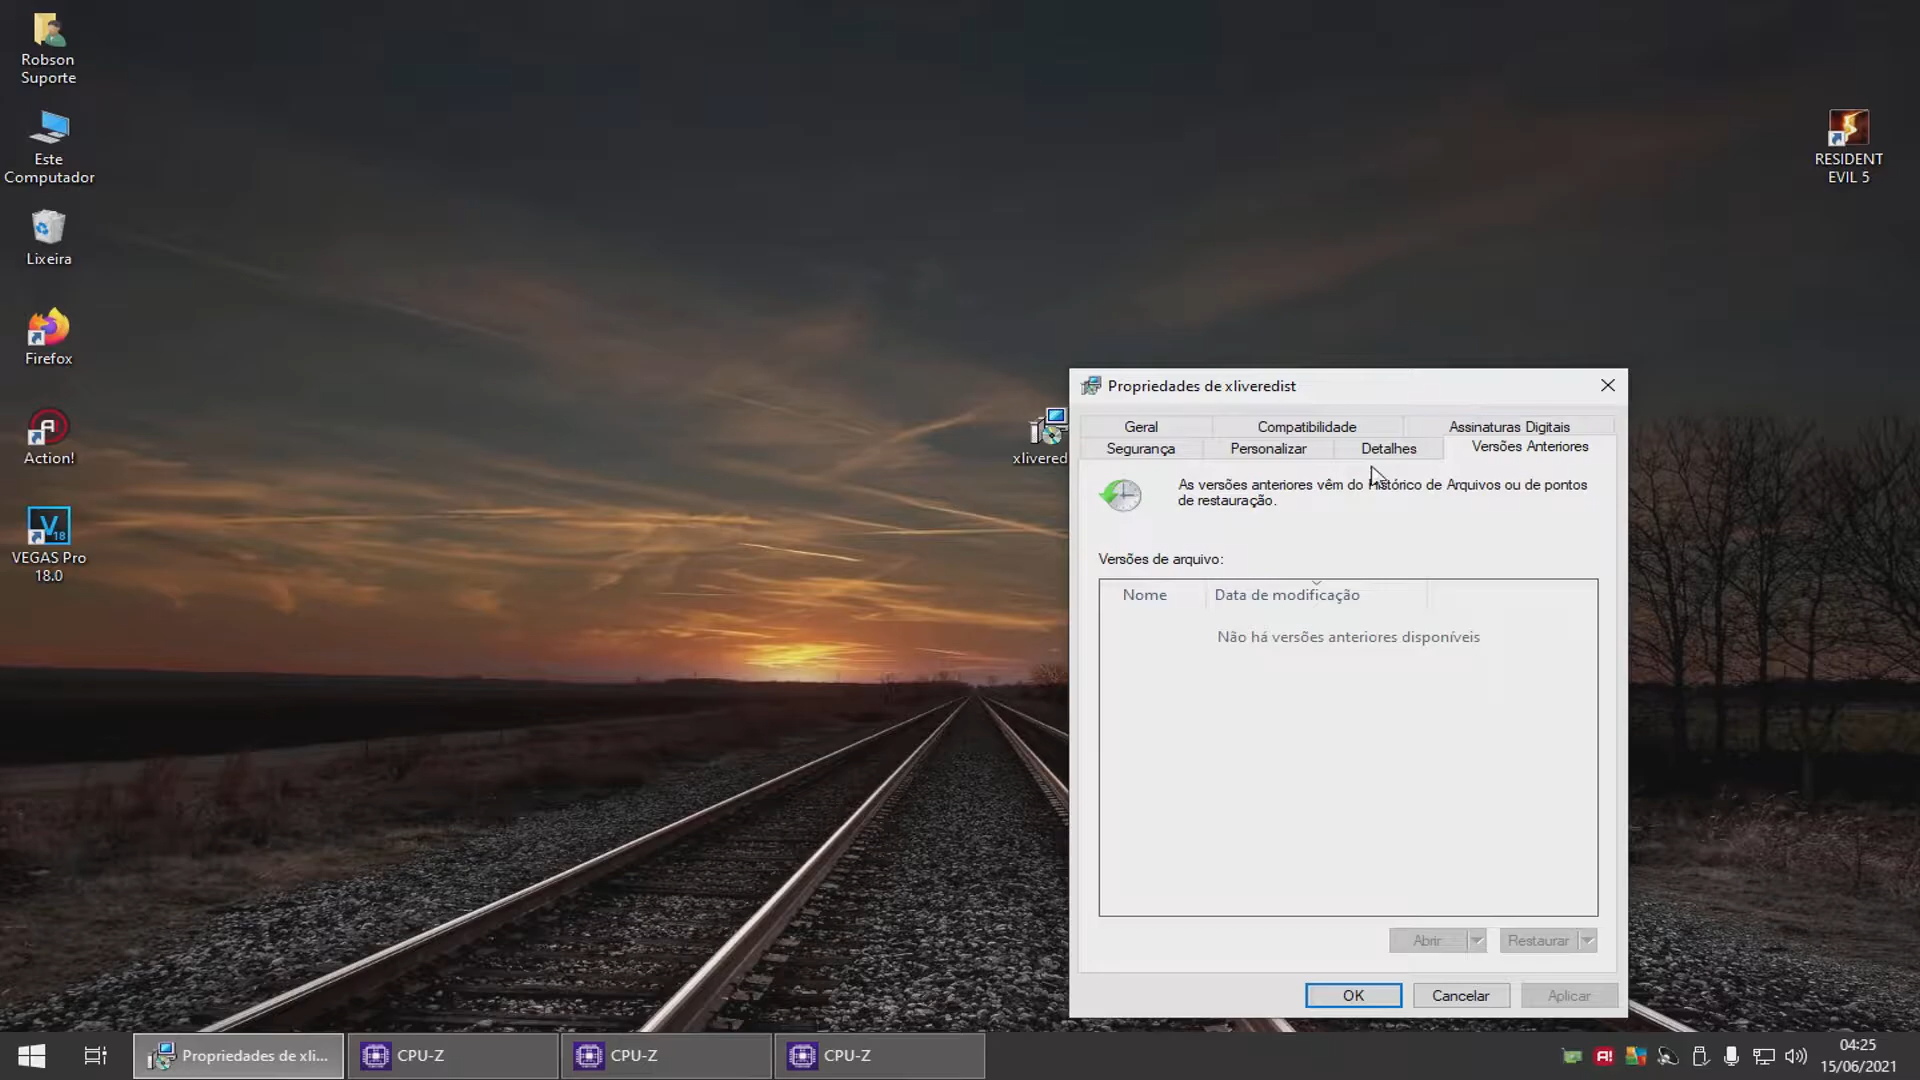 Robson
Suporte
Este
Computador
Lixeira
Firefox
Action!
VEGAS Pro
18.0
RESIDENT
EVIL 5
xlivered
Propriedades de xliveredist
Geral
Compatibilidade
Assinaturas Digitais
Segurança
Personalizar
Detalhes
Versões Anteriores
As versões anteriores vêm do Histórico de Arquivos ou de pontos
de restauração.
Versões de arquivo:
Nome
Data de modificação
Não há versões anteriores disponíveis
Abrir
Restaurar
OK
Cancelar
Aplicar
Propriedades de xli...
CPU-Z
CPU-Z
CPU-Z
04:25
15/06/2021